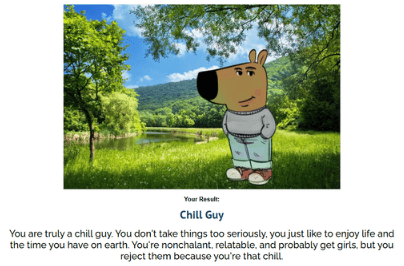 Your Result:
Chill Guy
You are truly a chill guy. You don't take things too seriously, you just like to enjoy life and
the time you have on earth. You're nonchalant, relatable, and probably get girls, but you
reject them because you're that chill.